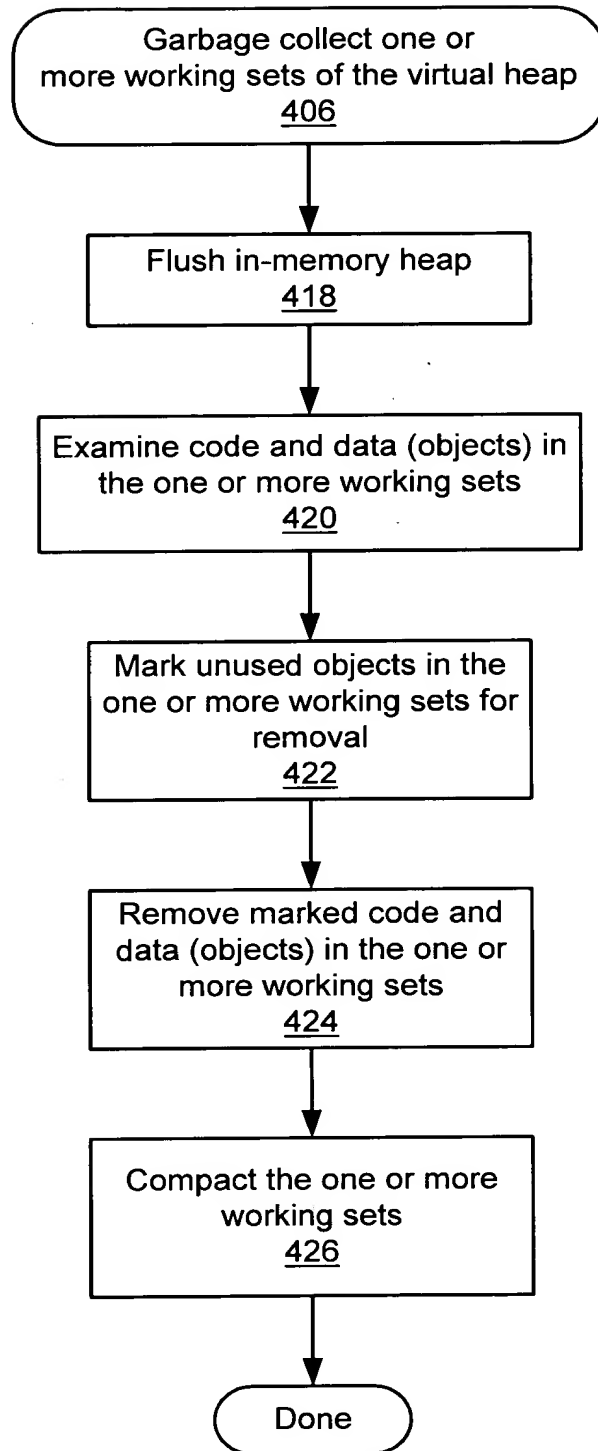 Garbage collect one or
more working sets of the virtual heap
406
Flush in-memory heap
418
Examine code and data (objects) in
the one or more working sets
420
Mark unused objects in the
one or more working sets for
removal
422
Remove marked code and
data (objects) in the one or
more working sets
424
Compact the one or more
working sets
426
Done